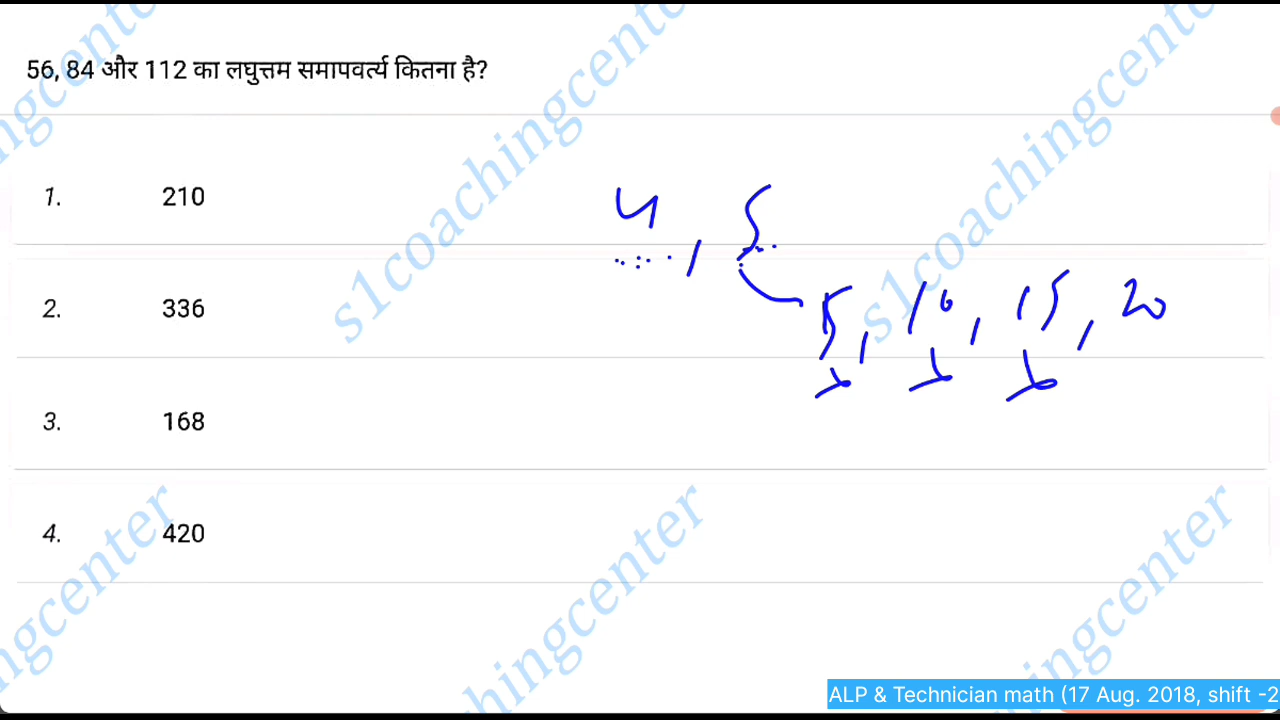 56, 84 और 112 का लघुत्तम समापवर्त्य कितना है?
1. 210
2. 336
3. 168
4. 420
4, 5
5, 10, 15, 20
s1coachingcenter
ALP & Technician math (17 Aug. 2018, shift -2